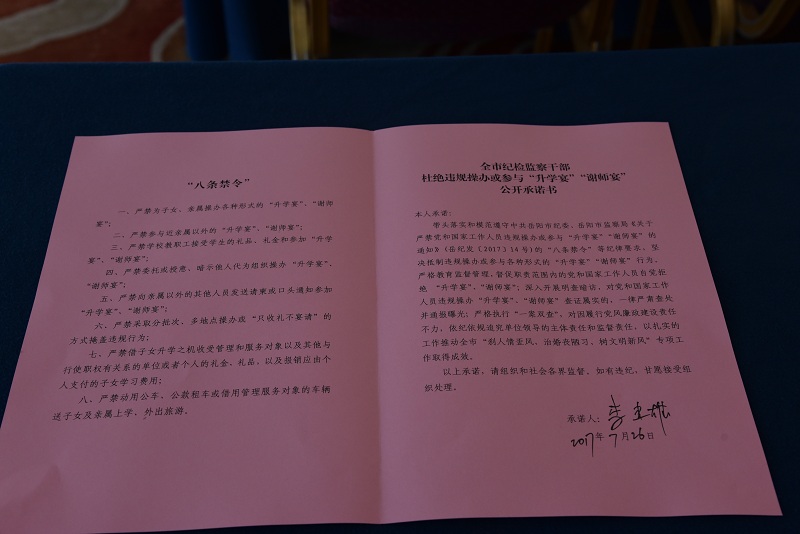 “八条禁令”
一、严禁为子女、亲属操办各种形式的“升学宴”、“谢师
宴”；
二、严禁参与近亲属以外的“升学宴”、“谢师宴”；
三、严禁学校教职工接受学生的礼品、礼金和参加“升学
宴”、“谢师宴”；
四、严禁委托或授意、暗示他人代为组织操办“升学宴”、
“谢师宴”；
五、严禁向亲属以外的其他人员发送请柬或口头通知参加
“升学宴”、“谢师宴”；
六、严禁采取分批次、多地点操办或“只收礼不宴请”的
方式掩盖违规行为；
七、严禁借子女升学之机收受管理和服务对象以及其他与
行使职权有关系的单位或者个人的礼金、礼品，以及报销应由个
人支付的子女学习费用；
八、严禁动用公车、公款租车或借用管理服务对象的车辆
送子女及亲属上学、外出旅游。
全市纪检监察干部
杜绝违规操办或参与“升学宴”“谢师宴”
公开承诺书
本人承诺：
带头落实和模范遵守中共岳阳市纪委、岳阳市监察局《关于
严禁党和国家工作人员违规操办或参与“升学宴”“谢师宴”的
通知》（岳纪发〔2017〕14号）的“八条禁令”等纪律要求，坚
决抵制违规操办或参与各种形式的“升学宴”“谢师宴”行为。
严格教育监督管理，督促职责范围内的党和国家工作人员自觉拒
绝“升学宴”、“谢师宴”；深入开展明查暗访，对党和国家工作
人员违规操办“升学宴”、“谢师宴”查证属实的，一律严肃查处
并通报曝光；严格执行“一案双查”，对因履行党风廉政建设责任
不力，依纪依规追究单位领导的主体责任和监督责任，以扎实的
工作推动全市“刹人情歪风、治婚丧陋习、树文明新风”专项工
作取得成效。
以上承诺，请组织和社会各界监督。如有违纪，甘愿接受组
织处理。
承诺人：李
2017年7月26日